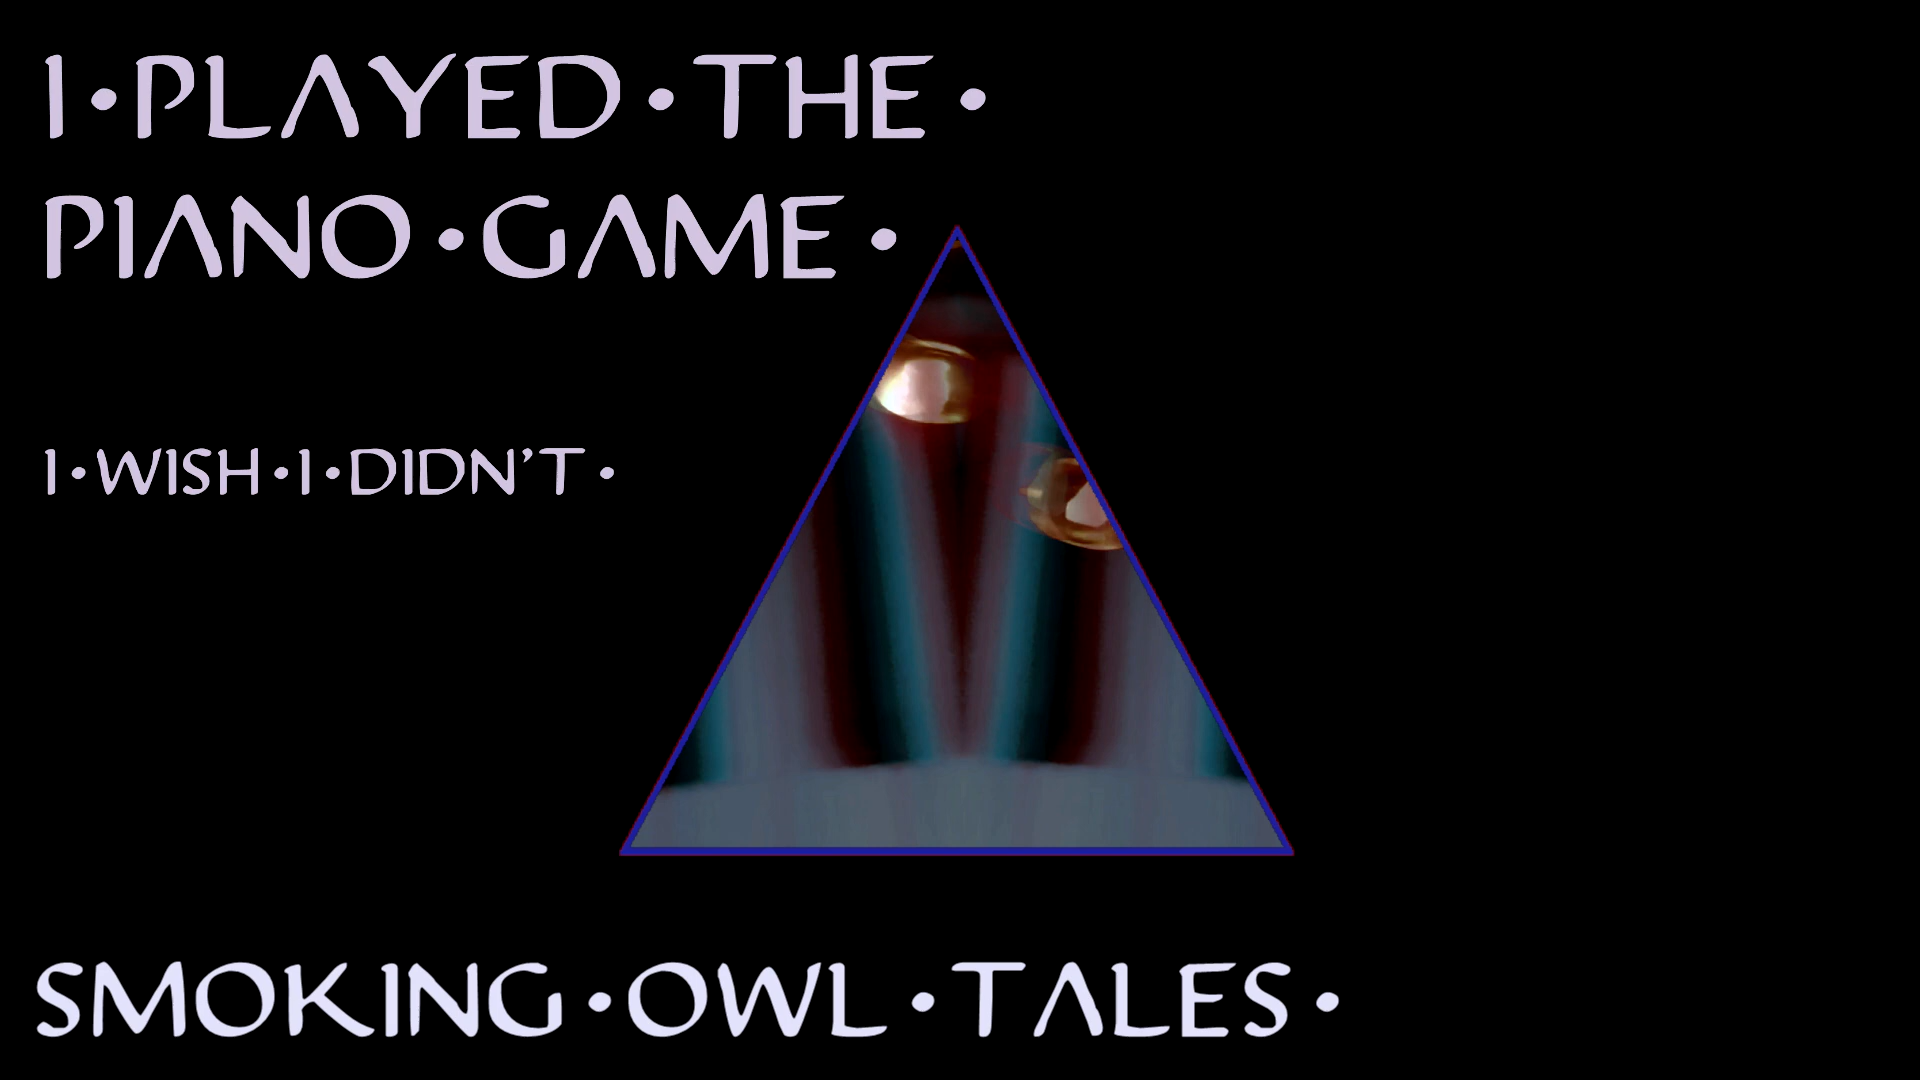 I•PLAYED•THE•
PIANO•GAME•
I•WISH•I•DIDN'T•
SMOKING•OWL•TALES•